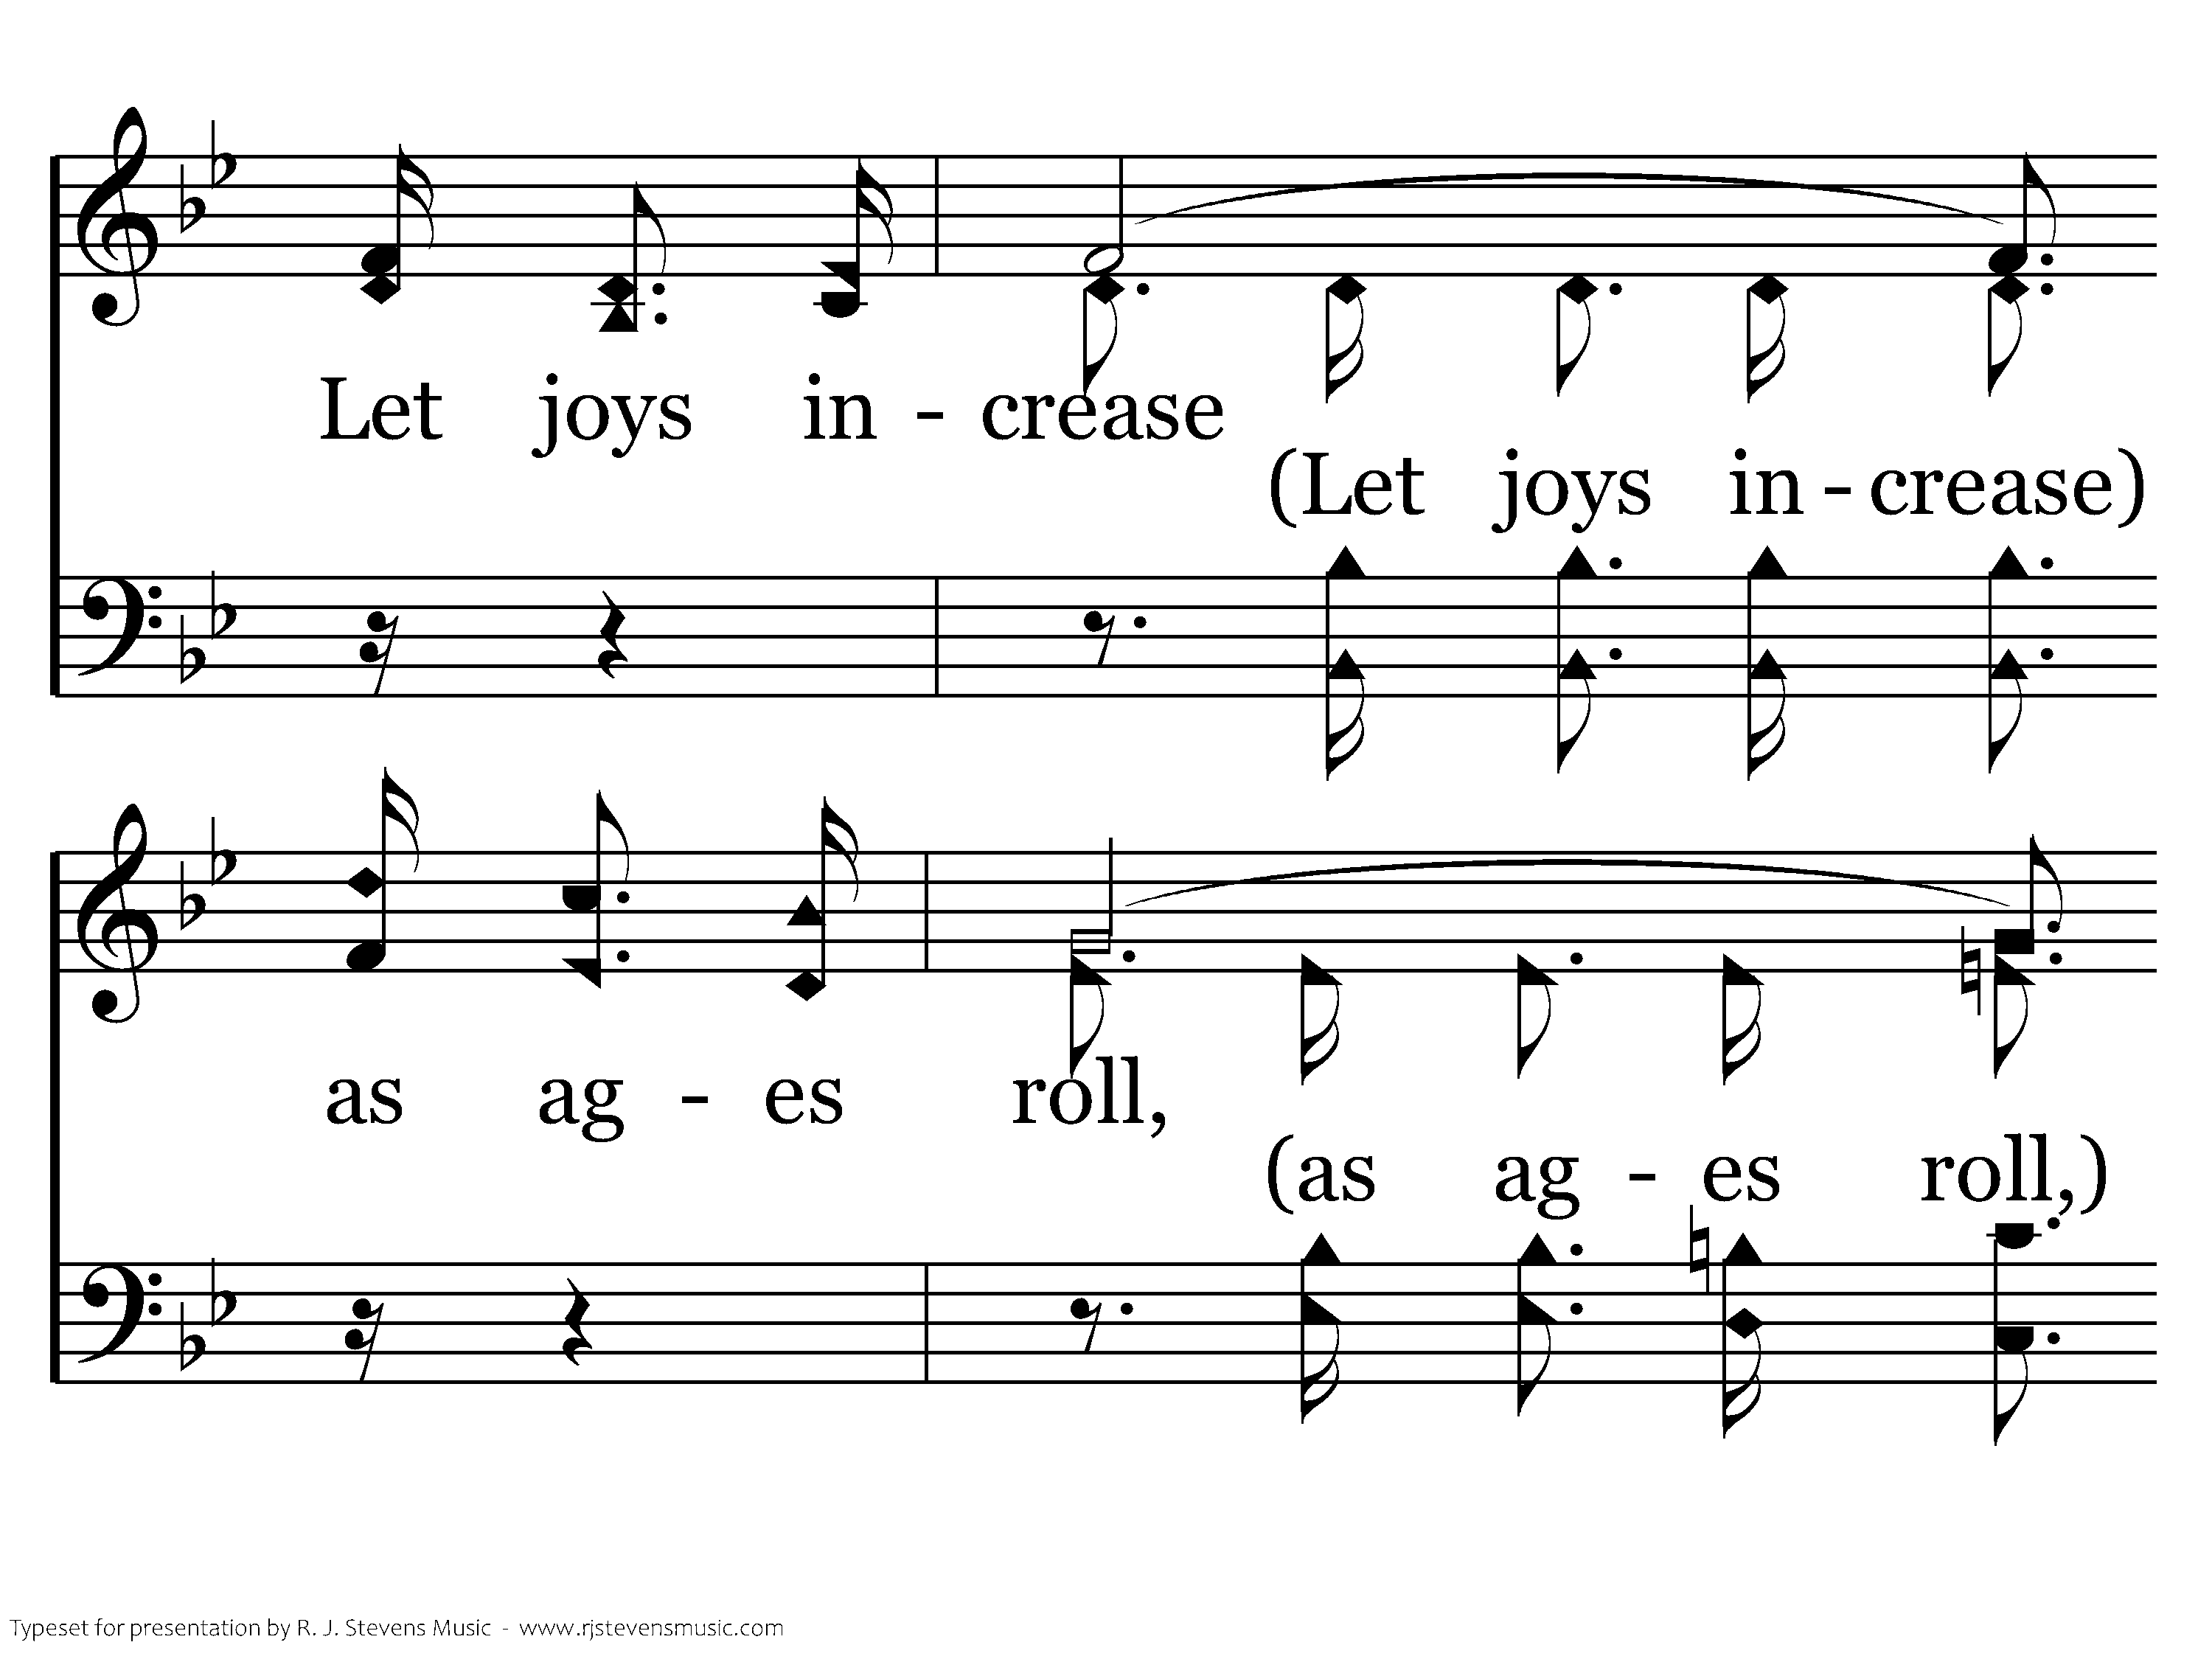 Let joys in - crease
(Let joys in - crease)
as ag - es roll,
(as ag - es roll,)
Typeset for presentation by R. J. Stevens Music - www.rjstevensmusic.com